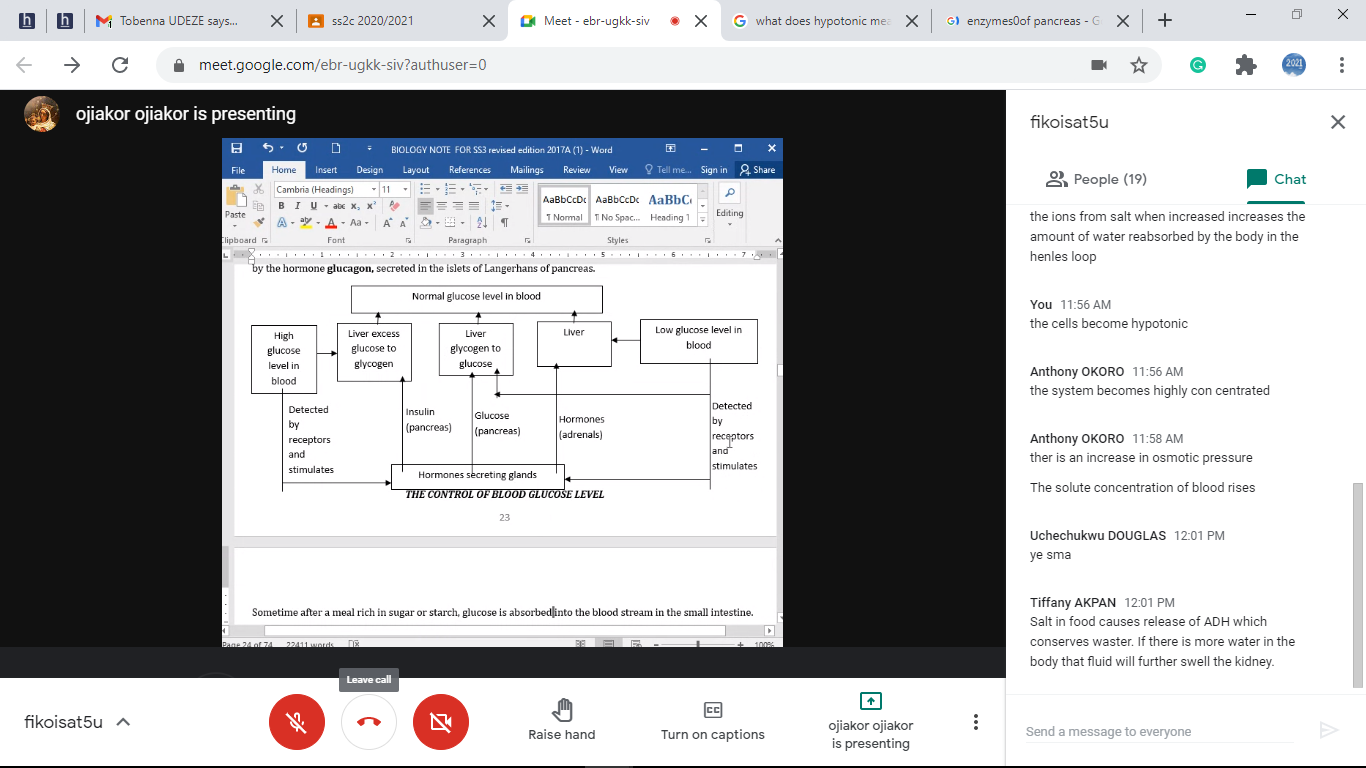 Tobenna UDEZE says...
ss2c 2020/2021
Meet - ebr-ugkk-siv
what does hypotonic mea
enzymes0of pancreas - G
meet.google.com/ebr-ugkk-siv?authuser=0
2021
ojiakor ojiakor is presenting
BIOLOGY NOTE FOR SS3 revised edition 2017A (1) - Word
File Home Insert Design Layout References Mailings Review View Tell me... Sign in Share
Cambria (Headings) 11
Paste
B I U abc x₂ x²
Aa
AaBbCcDc AaBbCcDc AaBbC
¶ Normal ¶ No Spac... Heading 1
Editing
lipboard Font Paragraph Styles
1 2 3 4 5 6 7
by the hormone glucagon, secreted in the islets of Langerhans of pancreas.
Normal glucose level in blood
High
glucose
level in
blood
Liver excess
glucose to
glycogen
Liver
glycogen to
glucose
Liver
Low glucose level in
blood
Detected
by
receptors
and
stimulates
Insulin
(pancreas)
Glucose
(pancreas)
Hormones
(adrenals)
Detected
by
receptors
and
stimulates
Hormones secreting glands
THE CONTROL OF BLOOD GLUCOSE LEVEL
23
Sometime after a meal rich in sugar or starch, glucose is absorbed into the blood stream in the small intestine.
Page 24 of 74 22411 words 100%
fikoisat5u
People (19)
Chat
the ions from salt when increased increases the
amount of water reabsorbed by the body in the
henles loop
You 11:56 AM
the cells become hypotonic
Anthony OKORO 11:56 AM
the system becomes highly con centrated
Anthony OKORO 11:58 AM
ther is an increase in osmotic pressure
The solute concentration of blood rises
Uchechukwu DOUGLAS 12:01 PM
ye sma
Tiffany AKPAN 12:01 PM
Salt in food causes release of ADH which
conserves waster. If there is more water in the
body that fluid will further swell the kidney.
Send a message to everyone
Leave call
fikoisat5u
Raise hand
Turn on captions
ojiakor ojiakor
is presenting